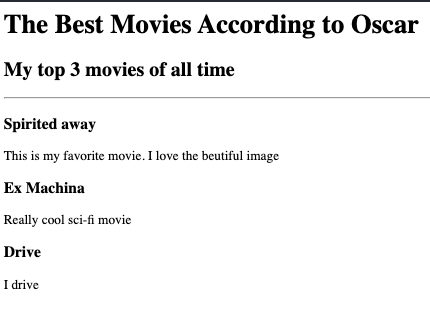 The Best Movies According to Oscar
My top 3 movies of all time
Spirited away
This is my favorite movie. I love the beutiful image
Ex Machina
Really cool sci-fi movie
Drive
I drive